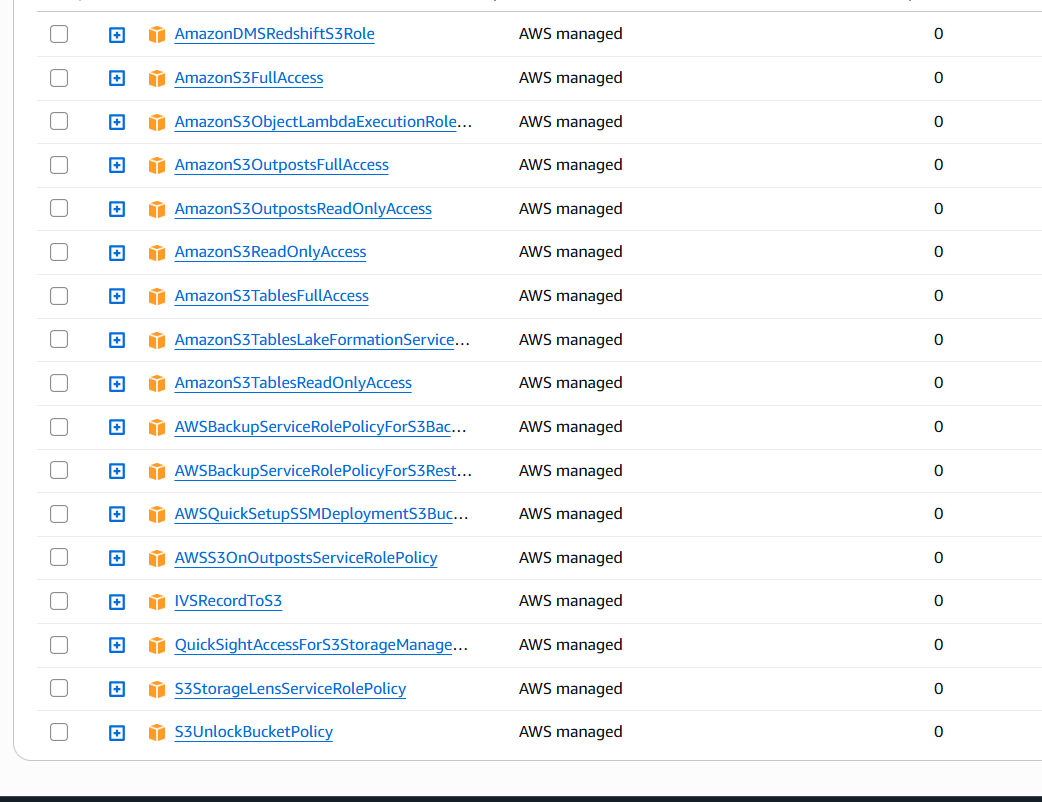 AmazonDMSRedshiftS3Role AWS managed 0
AmazonS3FullAccess AWS managed 0
AmazonS3ObjectLambdaExecutionRole... AWS managed 0
AmazonS3OutpostsFullAccess AWS managed 0
AmazonS3OutpostsReadOnlyAccess AWS managed 0
AmazonS3ReadOnlyAccess AWS managed 0
AmazonS3TablesFullAccess AWS managed 0
AmazonS3TablesLakeFormationService... AWS managed 0
AmazonS3TablesReadOnlyAccess AWS managed 0
AWSBackupServiceRolePolicyForS3Bac... AWS managed 0
AWSBackupServiceRolePolicyForS3Rest... AWS managed 0
AWSQuickSetupSSMDeploymentS3Buc... AWS managed 0
AWSS3OnOutpostsServiceRolePolicy AWS managed 0
IVSRecordToS3 AWS managed 0
QuickSightAccessForS3StorageManage... AWS managed 0
S3StorageLensServiceRolePolicy AWS managed 0
S3UnlockBucketPolicy AWS managed 0